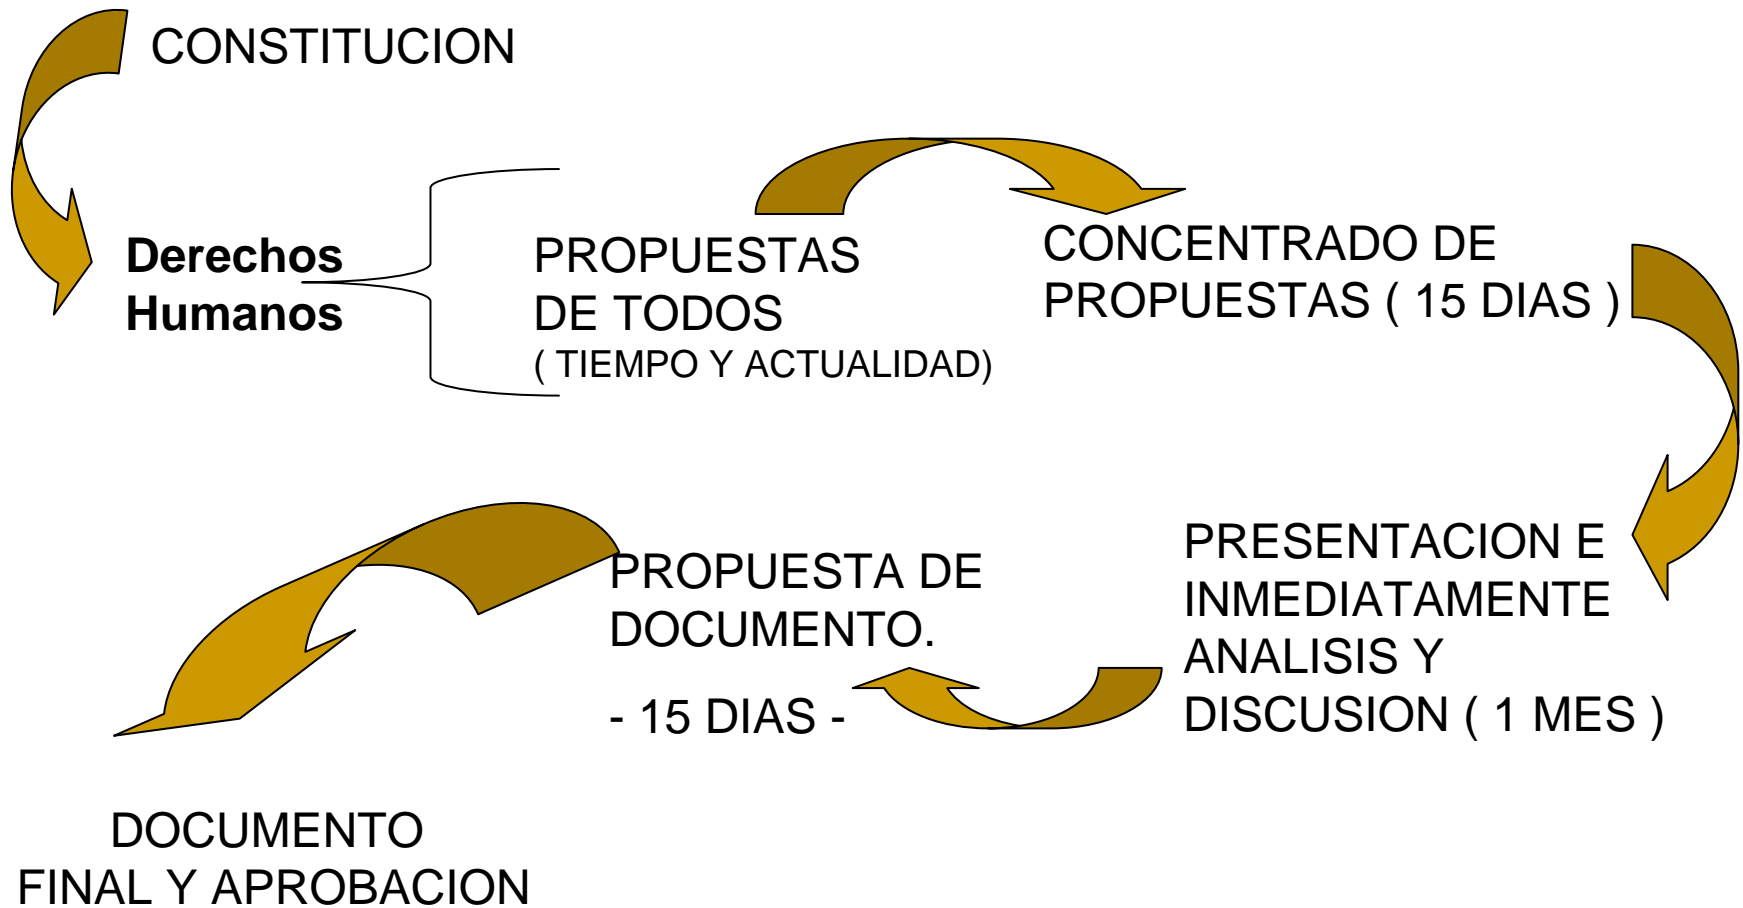 CONSTITUCION
Derechos
Humanos
PROPUESTAS
DE TODOS
( TIEMPO Y ACTUALIDAD)
CONCENTRADO DE
PROPUESTAS ( 15 DIAS )
PRESENTACION E
INMEDIATAMENTE
ANALISIS Y
DISCUSION ( 1 MES )
PROPUESTA DE
DOCUMENTO.
- 15 DIAS -
DOCUMENTO
FINAL Y APROBACION